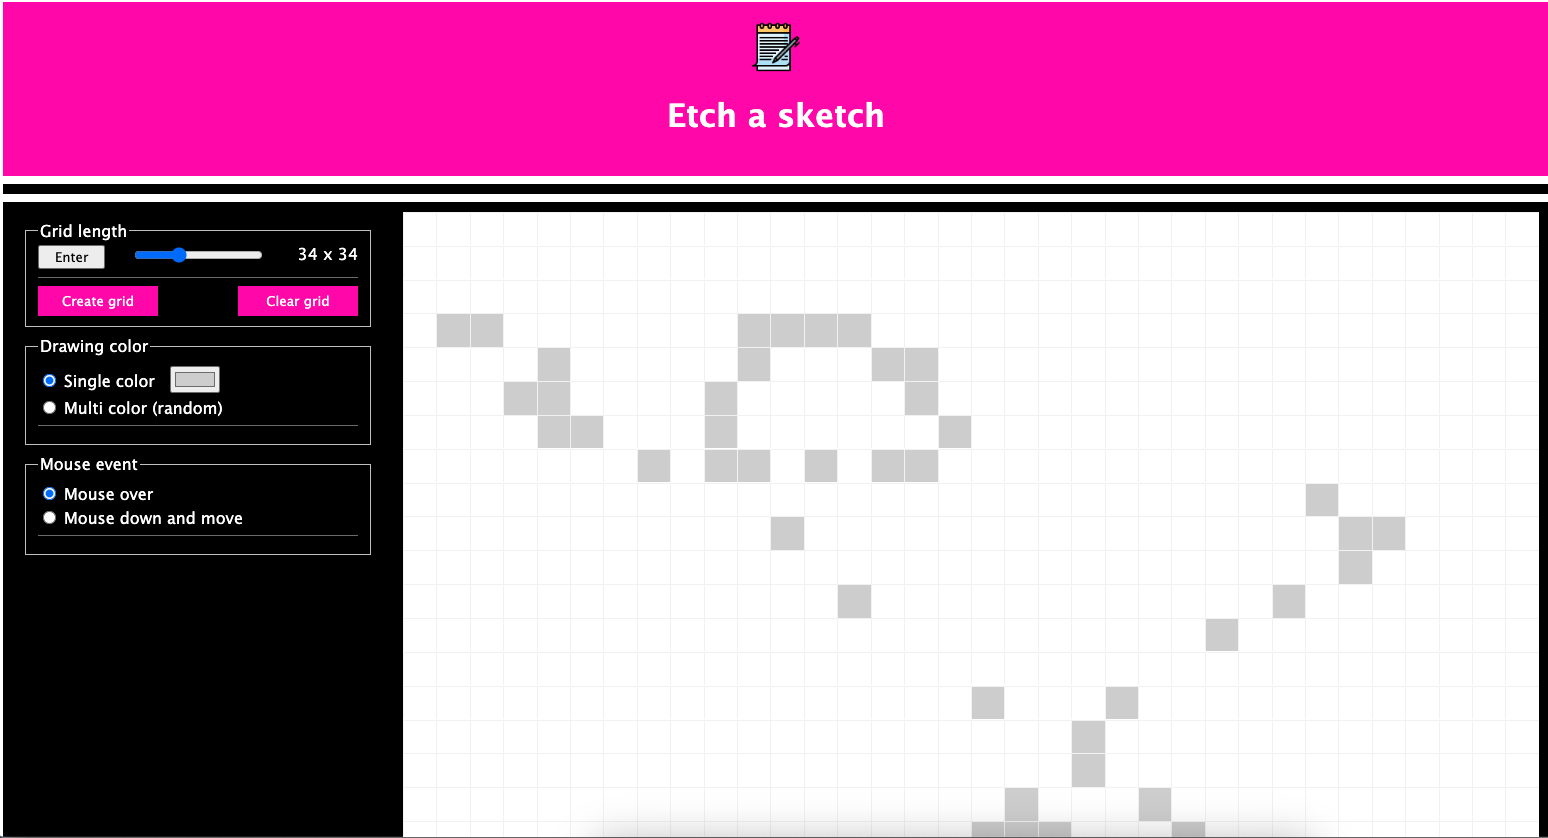 Etch a sketch
Grid length
Enter
34 x 34
Create grid
Clear grid
Drawing color
Single color
Multi color (random)
Mouse event
Mouse over
Mouse down and move